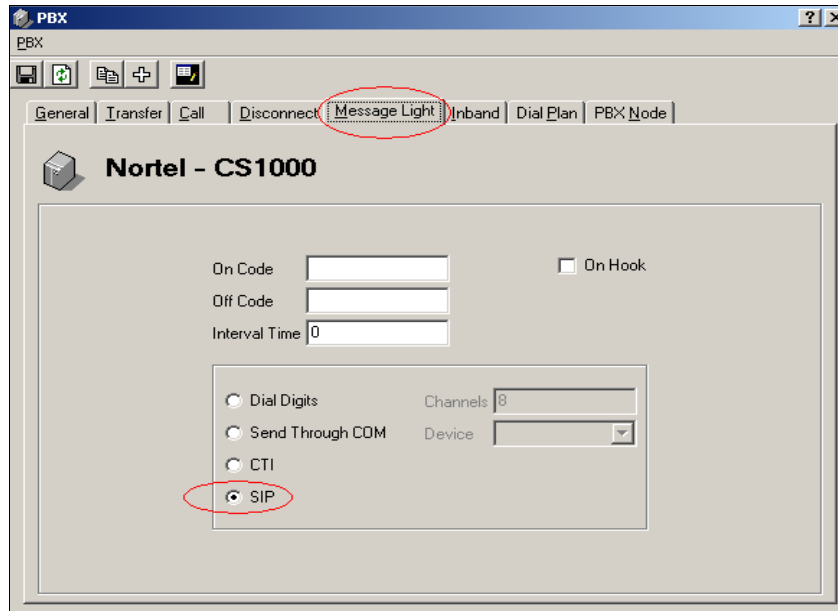 PBX
PBX
General Transfer Call Disconnect Message Light Inband Dial Plan PBX Node
Nortel - CS1000
On Code On Hook
Off Code
Interval Time 0
Dial Digits Channels 8
Send Through COM Device
CTI
SIP